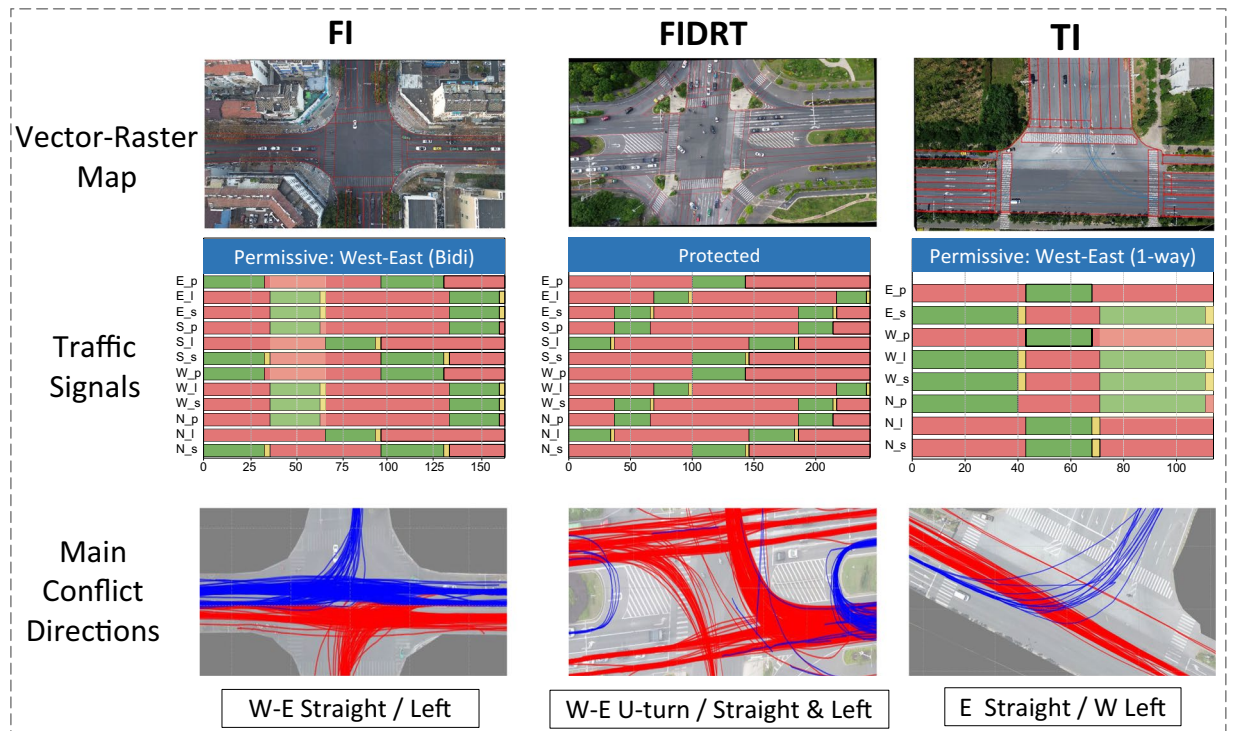 FI
FIDRT
TI
Vector-Raster
Map
Permissive: West-East (Bidi)
Protected
Permissive: West-East (1-way)
Traffic
Signals
E_p
E_l
E_s
S_p
S_l
S_s
W_p
W_l
W_s
N_p
N_l
N_s
0
50
75
100
125
150
E_p
E_l
E_s
S_p
S_l
S_s
W_p
W_l
W_s
N_p
N_l
N_s
0
50
100
150
200
E_p
E_s
W_p
W_l
W_s
N_p
N_l
N_s
0
20
40
60
80
100
Main
Conflict
Directions
W-E Straight / Left
W-E U-turn / Straight & Left
E Straight / W Left